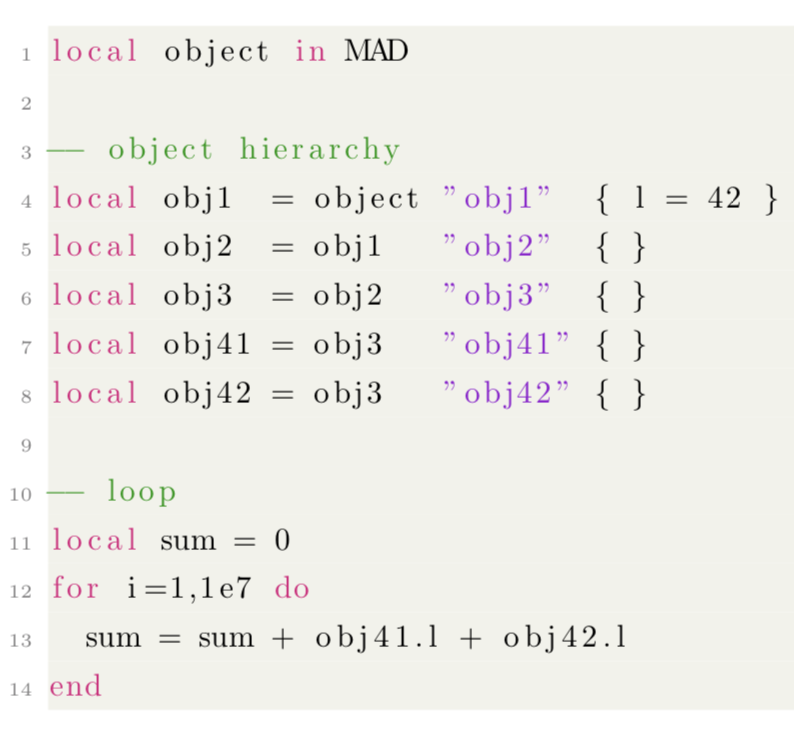 1 local object in MAD
2
3 -- object hierarchy
4 local obj1 = object "obj1" { l = 42 }
5 local obj2 = obj1 "obj2" { }
6 local obj3 = obj2 "obj3" { }
7 local obj41 = obj3 "obj41" { }
8 local obj42 = obj3 "obj42" { }
9
10 -- loop
11 local sum = 0
12 for i=1,1e7 do
13 sum = sum + obj41.l + obj42.l
14 end